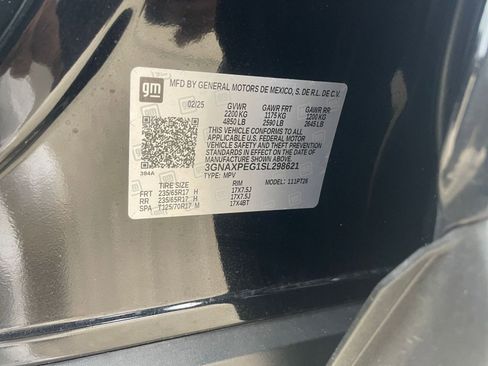 gm
MFD BY GENERAL MOTORS DE MEXICO, S. DE R.L. DE C.V.
02/25 GVWR GAWR FRT GAWR RR
2200 KG 1175 KG 1200 KG
4850 LB 2590 LB 2645 LB
THIS VEHICLE CONFORMS TO ALL
APPLICABLE U.S. FEDERAL MOTOR
VEHICLE SAFETY AND THEFT PREVENTION
STANDARDS IN EFFECT ON THE DATE OF
MANUFACTURE SHOWN ABOVE.
3GNAXPEG1SL298621
384A TYPE: MPV MODEL: 111PT26
TIRE SIZE RIM
FRT 235/65R17 H 17X7.5J
RR 235/65R17 H 17X7.5J
SPA T125/70R17 M 17X4BT